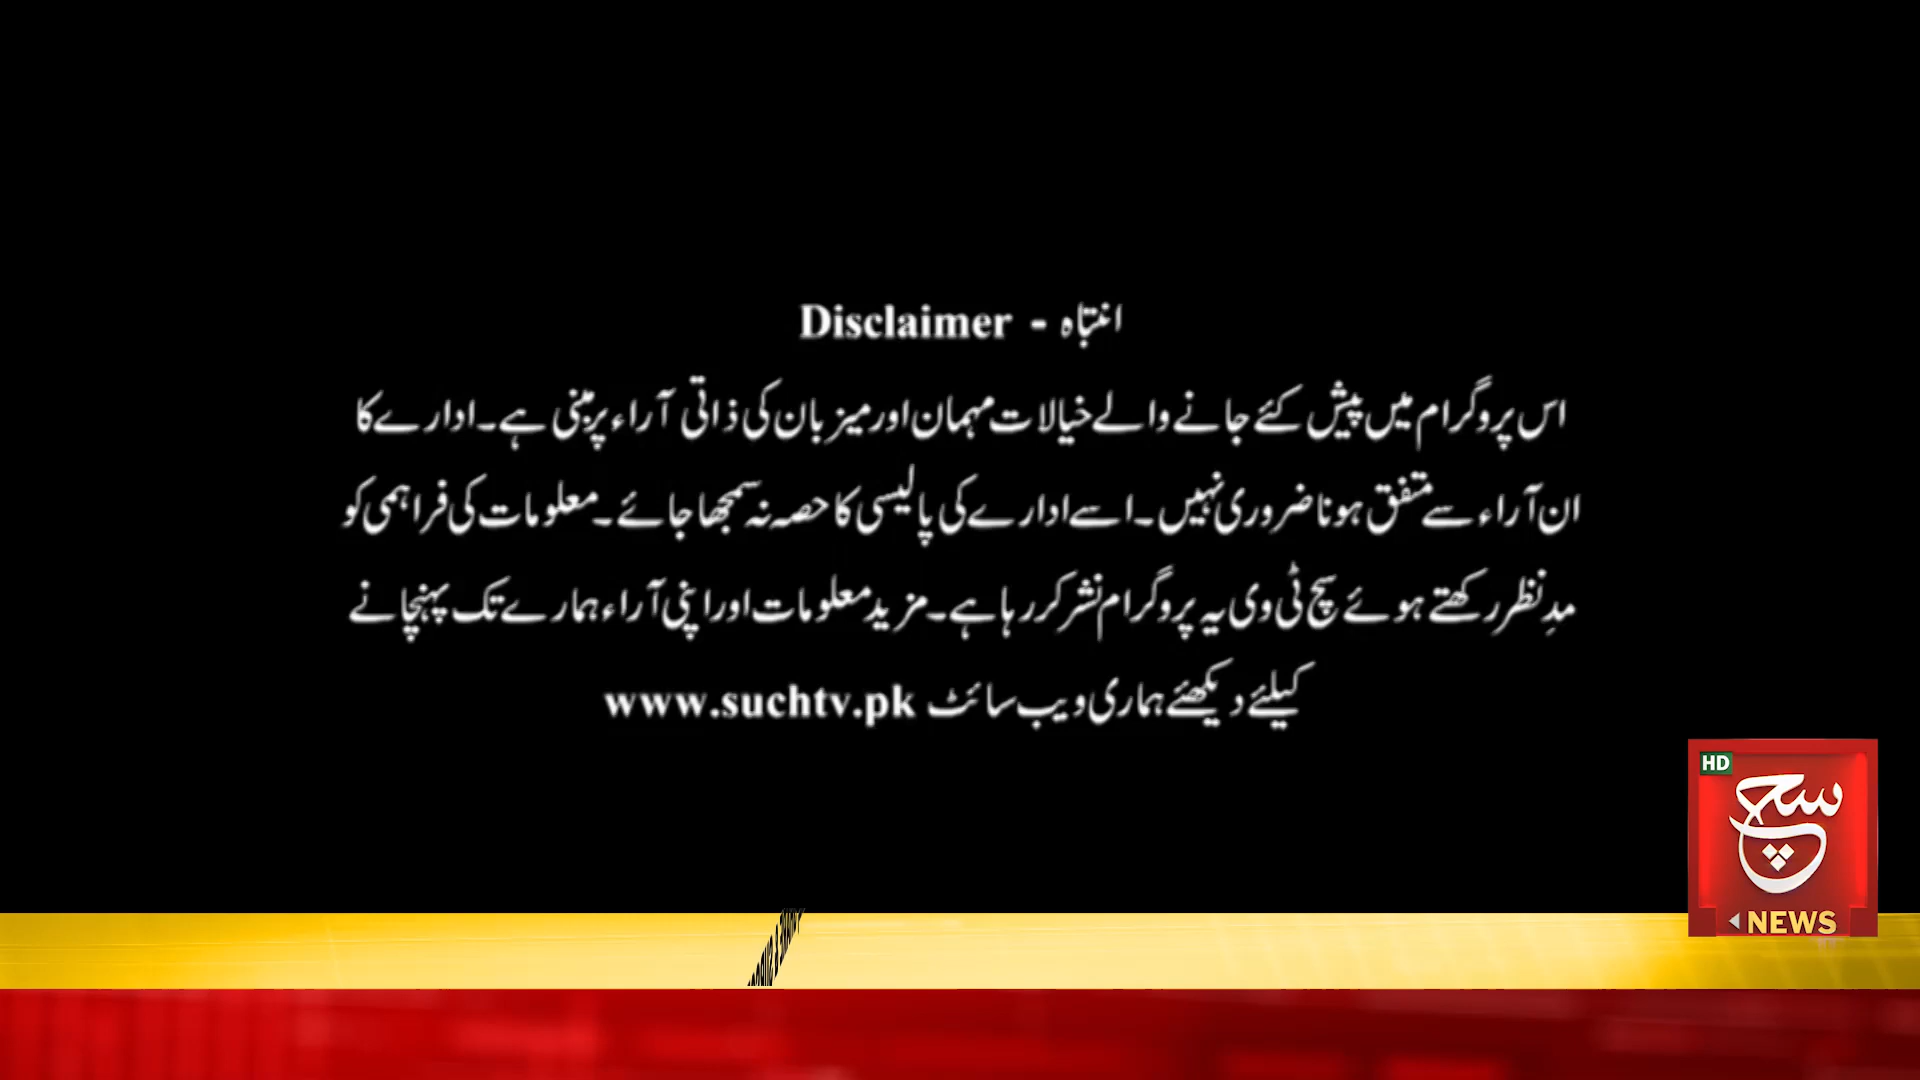 انتباہ - Disclaimer
اس پروگرام میں پیش کئے جانے والے خیالات مہمان اور میزبان کی ذاتی آراء پر مبنی ہے۔ ادارے کا
ان آراء سے متفق ہونا ضروری نہیں۔ اسے ادارے کی پالیسی کا حصہ نہ سمجھا جائے۔ معلومات کی فراہمی کو
مدِ نظر رکھتے ہوئے سچ ٹی وی یہ پروگرام نشر کر رہا ہے۔ مزید معلومات اور اپنی آراء ہمارے تک پہنچانے
کیلئے دیکھئے ہماری ویب سائٹ www.suchtv.pk
HD
سچ
NEWS